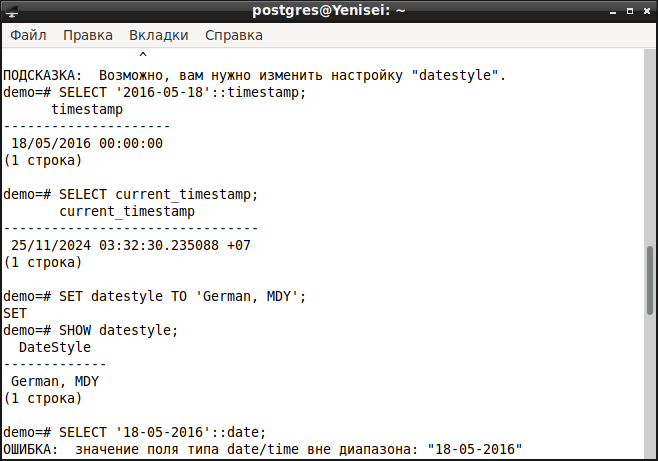 postgres@Yenisei: ~
Файл Правка Вкладки Справка
^
ПОДСКАЗКА:  Возможно, вам нужно изменить настройку "datestyle".
demo=# SELECT '2016-05-18'::timestamp;
      timestamp
---------------------
 18/05/2016 00:00:00
(1 строка)
demo=# SELECT current_timestamp;
       current_timestamp
--------------------------------
 25/11/2024 03:32:30.235088 +07
(1 строка)
demo=# SET datestyle TO 'German, MDY';
SET
demo=# SHOW datestyle;
  DateStyle
-------------
 German, MDY
(1 строка)
demo=# SELECT '18-05-2016'::date;
ОШИБКА:  значение поля типа date/time вне диапазона: "18-05-2016"